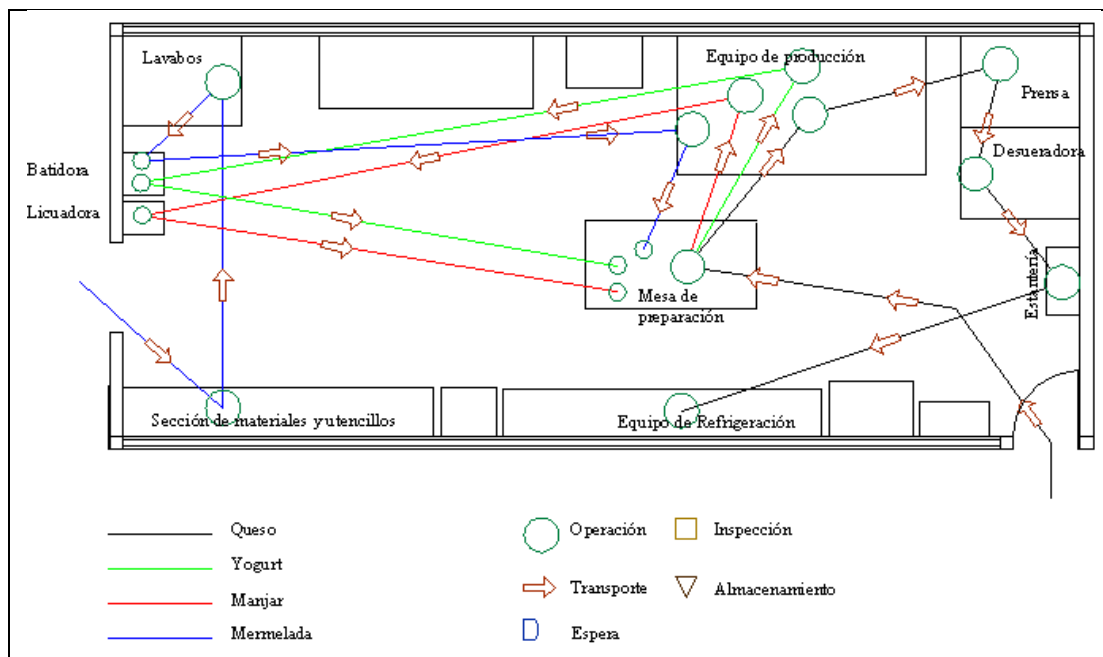 Lavabos
Equipo de producción
Prensa
Batidora
Desueradora
Licuadora
Estantería
Mesa de
preparación
Sección de materiales y utencillos
Equipo de Refrigeración
Queso
Operación
Inspección
Yogurt
Transporte
Almacenamiento
Manjar
Mermelada
Espera